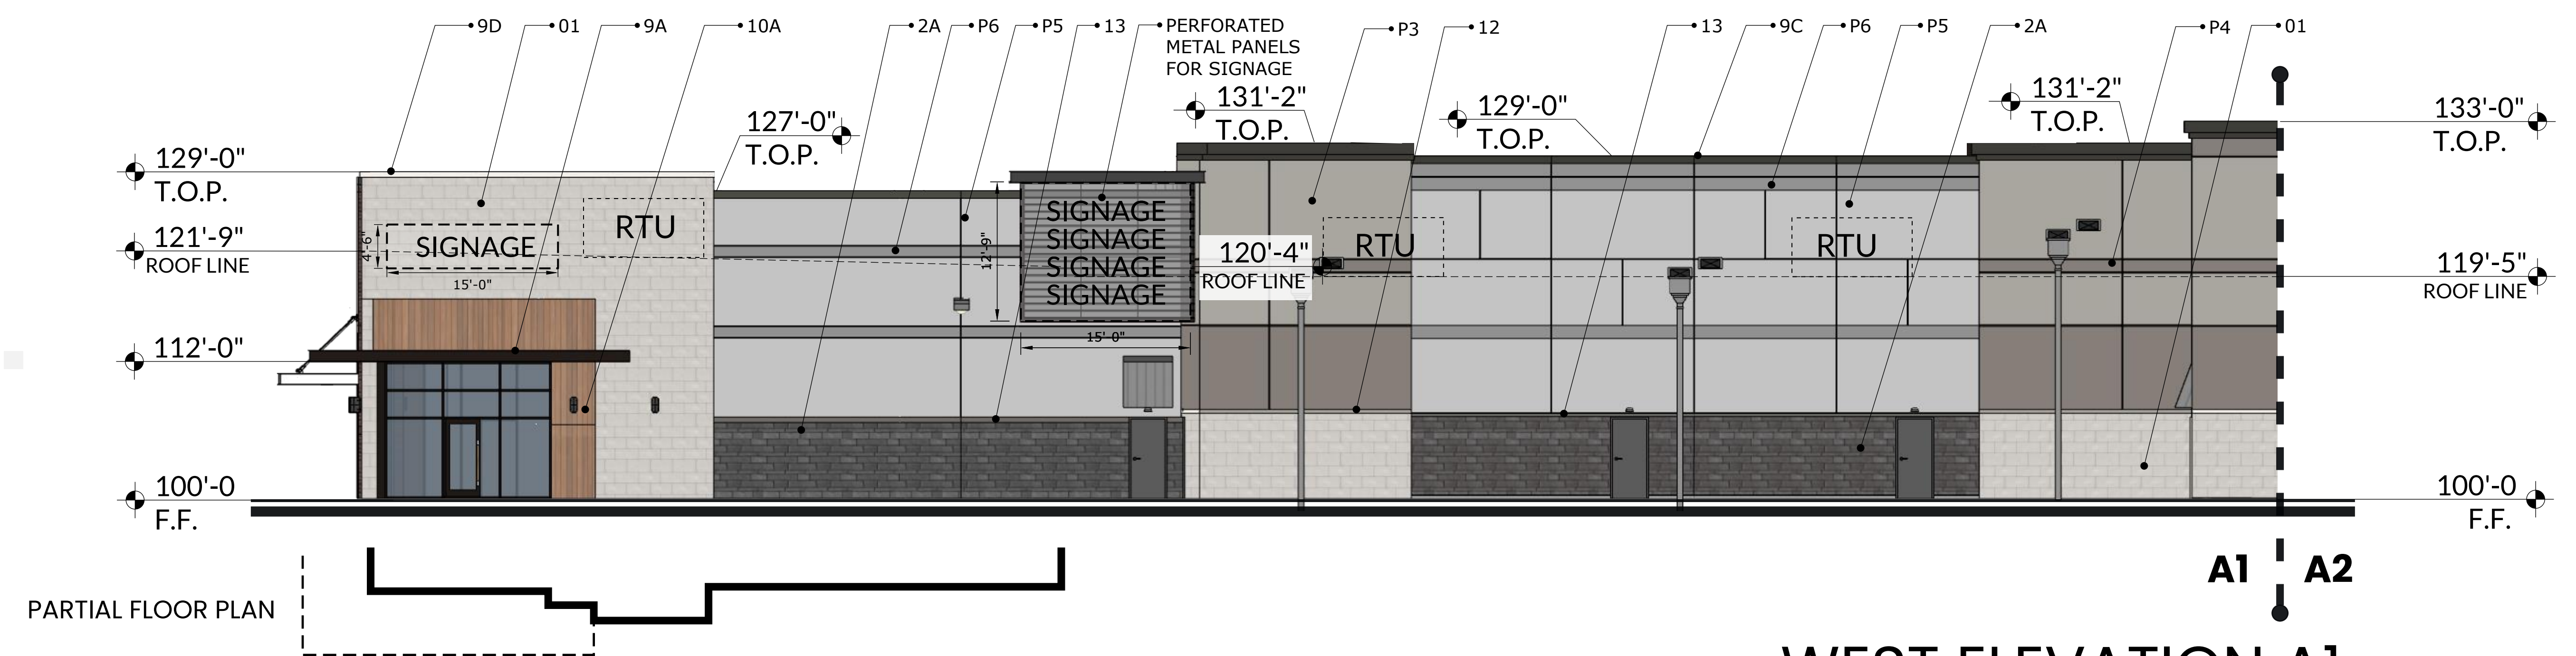 9D
01
9A
10A
2A
P6
P5
13
PERFORATED
METAL PANELS
FOR SIGNAGE
P3
12
13
9C
P6
P5
2A
P4
01
129'-0"
T.O.P.
127'-0"
T.O.P.
131'-2"
T.O.P.
129'-0"
T.O.P.
131'-2"
T.O.P.
133'-0"
T.O.P.
121'-9"
ROOF LINE
4'-6"
SIGNAGE
15'-0"
RTU
12'-9"
SIGNAGE
SIGNAGE
SIGNAGE
SIGNAGE
15'-0"
120'-4"
ROOF LINE
RTU
RTU
119'-5"
ROOF LINE
112'-0"
100'-0
F.F.
100'-0
F.F.
A1
A2
PARTIAL FLOOR PLAN
WEST ELEVATION A1